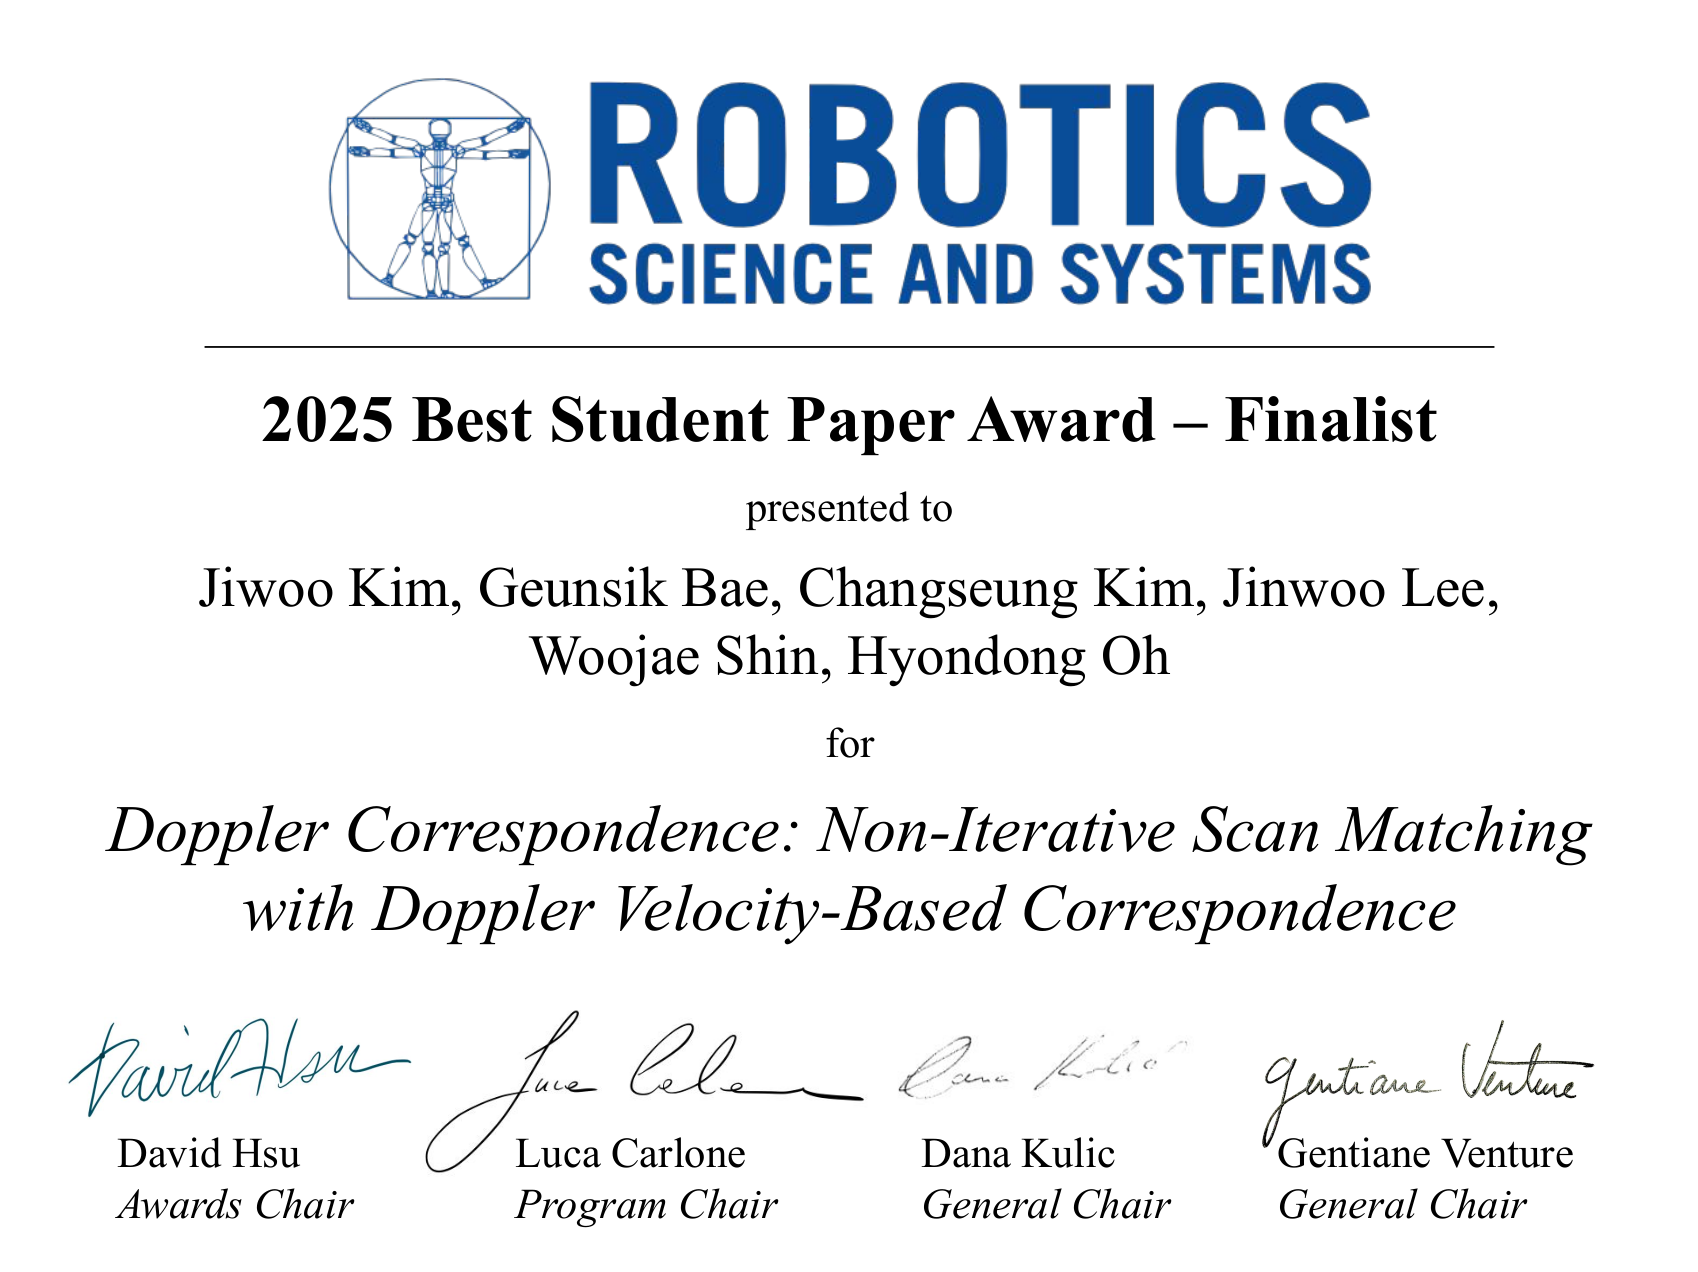 ROBOTICS
SCIENCE AND SYSTEMS
2025 Best Student Paper Award – Finalist
presented to
Jiwoo Kim, Geunsik Bae, Changseung Kim, Jinwoo Lee,
Woojae Shin, Hyondong Oh
for
Doppler Correspondence: Non-Iterative Scan Matching
with Doppler Velocity-Based Correspondence
David Hsu
Luca Carlone
Dana Kulic
Gentiane Venture
David Hsu
Awards Chair
Luca Carlone
Program Chair
Dana Kulic
General Chair
Gentiane Venture
General Chair